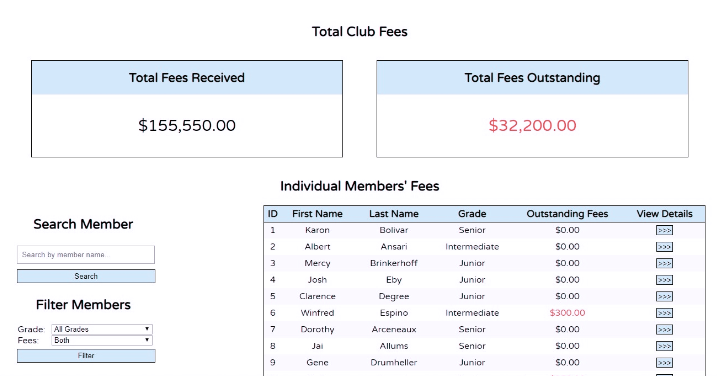 Total Club Fees
Total Fees Received
Total Fees Outstanding
$155,550.00
$32,200.00
Individual Members' Fees
Search Member
Search by member name...
Search
Filter Members
Grade: All Grades
Fees: Both
Filter
ID First Name Last Name Grade Outstanding Fees View Details
1 Karon Bolivar Senior $0.00 >>>
2 Albert Ansari Intermediate $0.00 >>>
3 Mercy Brinkerhoff Junior $0.00 >>>
4 Josh Eby Junior $0.00 >>>
5 Clarence Degree Junior $0.00 >>>
6 Winfred Espino Intermediate $300.00 >>>
7 Dorothy Arceneaux Senior $0.00 >>>
8 Jai Allums Senior $0.00 >>>
9 Gene Drumheller Junior $0.00 >>>